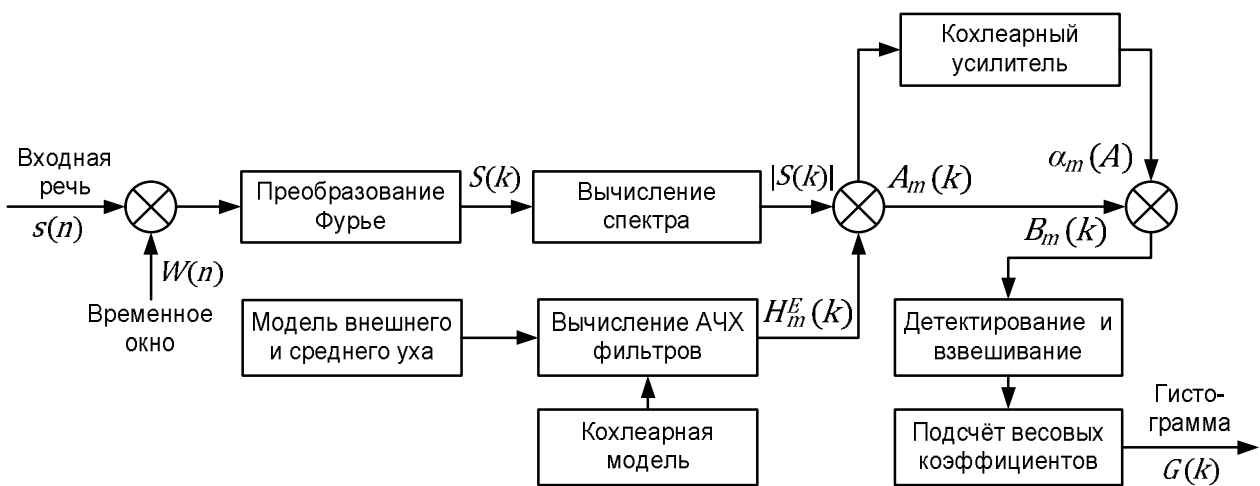 Кохлеарный
усилитель
Входная
речь
s(n)
W(n)
Временное
окно
Преобразование
Фурье
S(k)
Вычисление
спектра
|S(k)|
A_m(k)
α_m(A)
B_m(k)
Модель внешнего
и среднего уха
Вычисление АЧХ
фильтров
H_m^E(k)
Детектирование и
взвешивание
Кохлеарная
модель
Подсчёт весовых
коэффициентов
Гисто-
грамма
G(k)